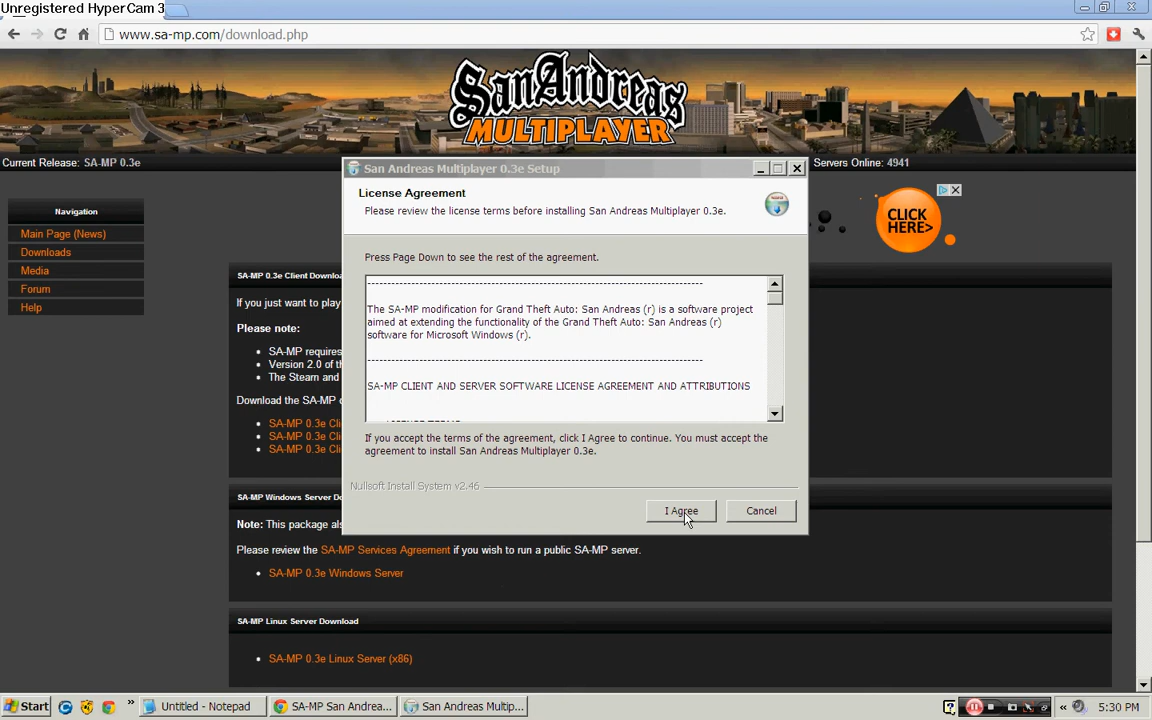 Unregistered HyperCam 3
www.sa-mp.com/download.php
San Andreas
MULTIPLAYER
Current Release: SA-MP 0.3e
Servers Online: 4941
Navigation
Main Page (News)
Downloads
Media
Forum
Help
CLICK
HERE>
San Andreas Multiplayer 0.3e Setup
License Agreement
Please review the license terms before installing San Andreas Multiplayer 0.3e.
Press Page Down to see the rest of the agreement.
The SA-MP modification for Grand Theft Auto: San Andreas (r) is a software project
aimed at extending the functionality of the Grand Theft Auto: San Andreas (r)
software for Microsoft Windows (r).
SA-MP CLIENT AND SERVER SOFTWARE LICENSE AGREEMENT AND ATTRIBUTIONS
If you accept the terms of the agreement, click I Agree to continue. You must accept the
agreement to install San Andreas Multiplayer 0.3e.
Nullsoft Install System v2.46
I Agree
Cancel
SA-MP 0.3e Client Downloa
If you just want to play
Please note:
SA-MP requires
Version 2.0 of th
The Steam and
Download the SA-MP c
SA-MP 0.3e Cli
SA-MP 0.3e Cli
SA-MP 0.3e Cli
SA-MP Windows Server Do
Note: This package als
Please review the SA-MP Services Agreement if you wish to run a public SA-MP server.
SA-MP 0.3e Windows Server
SA-MP Linux Server Download
SA-MP 0.3e Linux Server (x86)
Start
Untitled - Notepad
SA-MP San Andrea...
San Andreas Multip...
5:30 PM